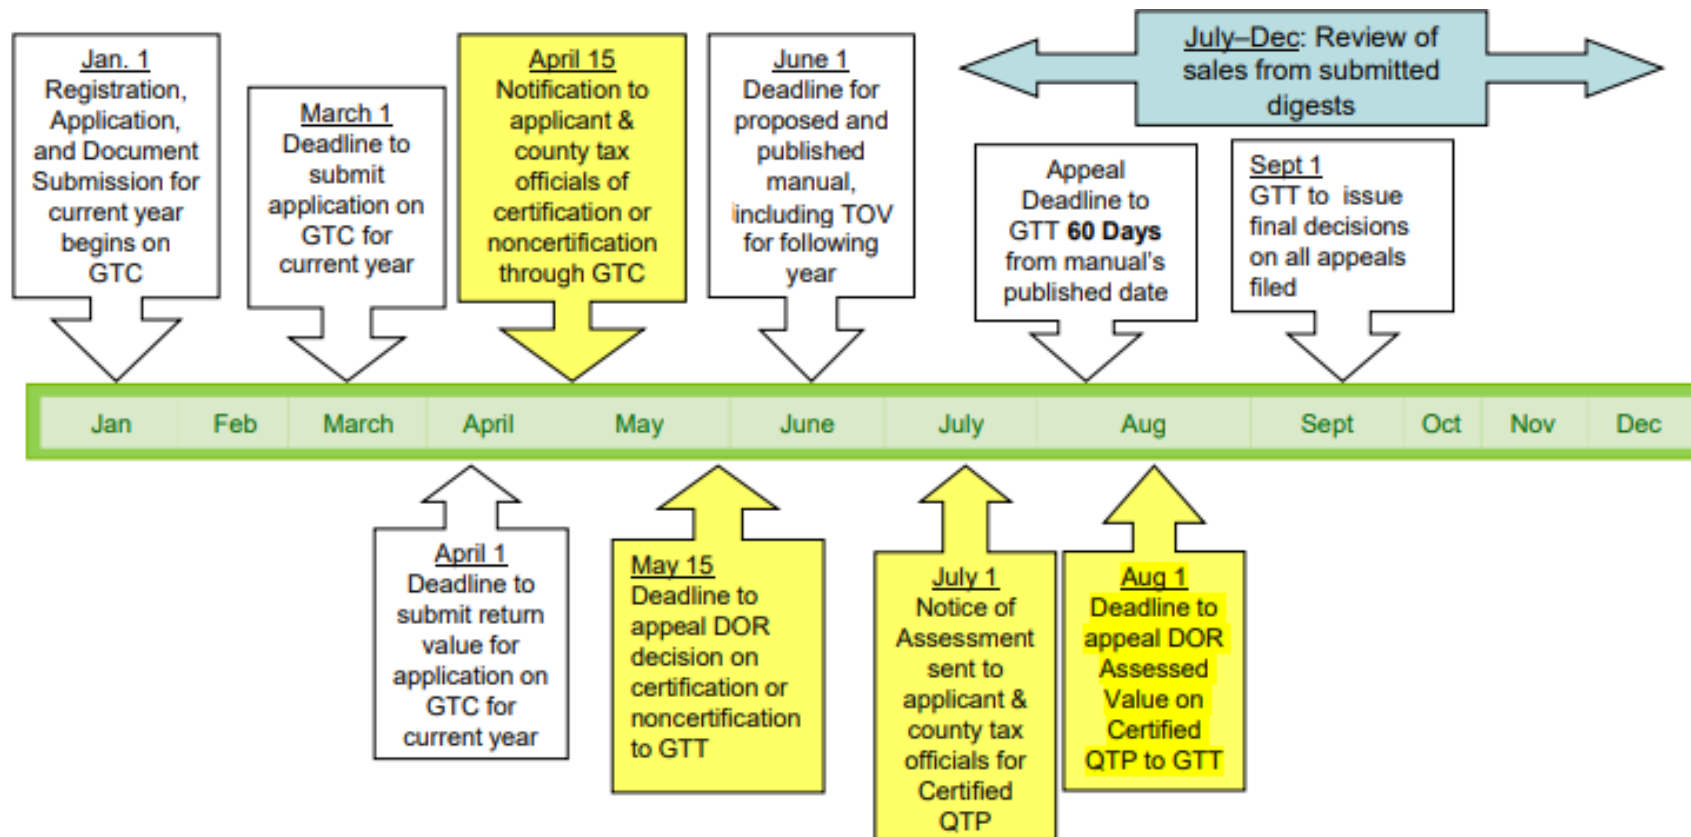 Jan. 1
Registration,
Application,
and Document
Submission for
current year
begins on
GTC
March 1
Deadline to
submit
application on
GTC for
current year
April 15
Notification to
applicant &
county tax
officials of
certification or
noncertification
through GTC
June 1
Deadline for
proposed and
published
manual,
including TOV
for following
year
July–Dec: Review of
sales from submitted
digests
Appeal
Deadline to
GTT 60 Days
from manual's
published date
Sept 1
GTT to issue
final decisions
on all appeals
filed
Jan Feb March April May June July Aug Sept Oct Nov Dec
April 1
Deadline to
submit return
value for
application on
GTC for
current year
May 15
Deadline to
appeal DOR
decision on
certification or
noncertification
to GTT
July 1
Notice of
Assessment
sent to
applicant &
county tax
officials for
Certified
QTP
Aug 1
Deadline to
appeal DOR
Assessed
Value on
Certified
QTP to GTT